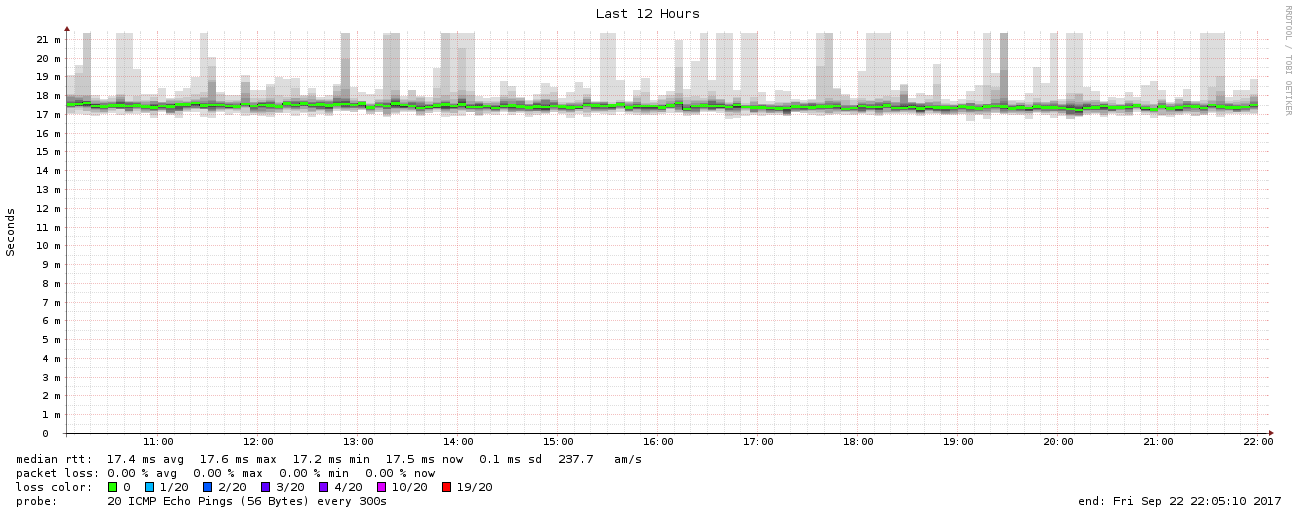 Last 12 Hours
RRDTOOL / TOBI OETIKER
Seconds
21 m
20 m
19 m
18 m
17 m
16 m
15 m
14 m
13 m
12 m
11 m
10 m
9 m
8 m
7 m
6 m
5 m
4 m
3 m
2 m
1 m
0
11:00 12:00 13:00 14:00 15:00 16:00 17:00 18:00 19:00 20:00 21:00 22:00
median rtt: 17.4 ms avg 17.6 ms max 17.2 ms min 17.5 ms now 0.1 ms sd 237.7 am/s
packet loss: 0.00 % avg 0.00 % max 0.00 % min 0.00 % now
loss color: 0 1/20 2/20 3/20 4/20 10/20 19/20
probe: 20 ICMP Echo Pings (56 Bytes) every 300s end: Fri Sep 22 22:05:10 2017